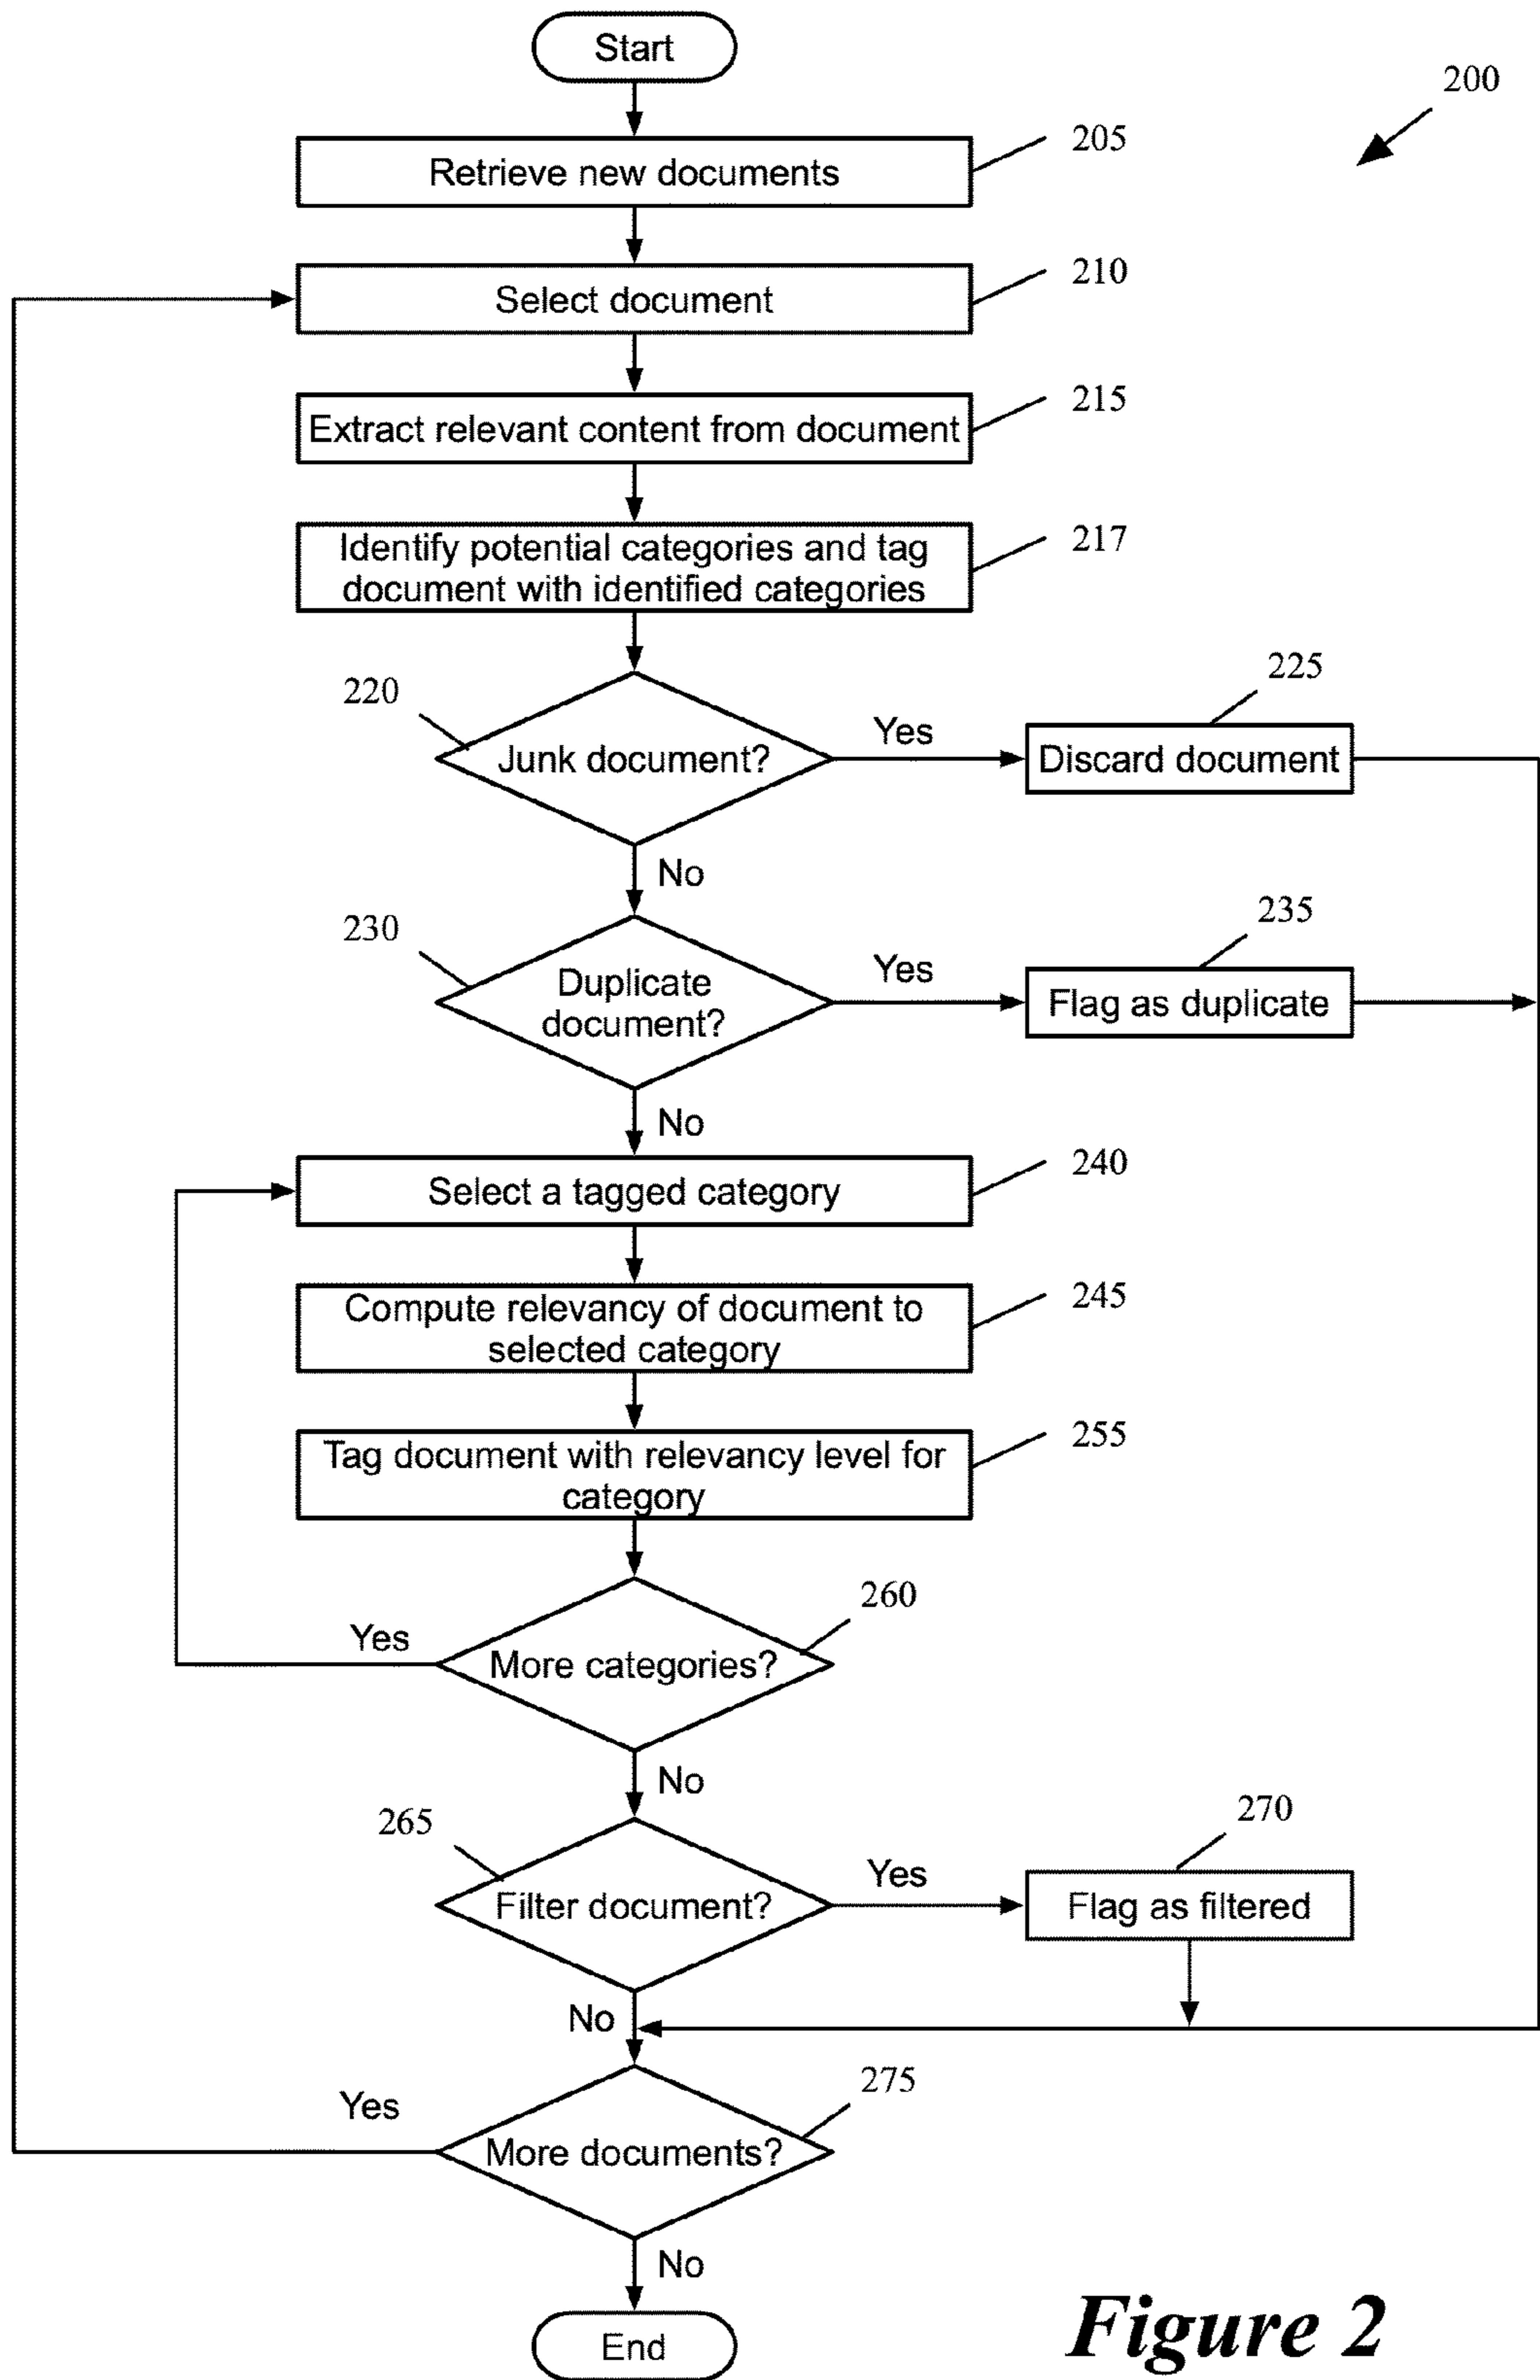 Start
200
205
Retrieve new documents
210
Select document
215
Extract relevant content from document
217
Identify potential categories and tag
document with identified categories
220
Junk document?
Yes
225
Discard document
No
230
Duplicate
document?
Yes
235
Flag as duplicate
No
240
Select a tagged category
245
Compute relevancy of document to
selected category
255
Tag document with relevancy level for
category
260
Yes
More categories?
No
265
Filter document?
Yes
270
Flag as filtered
No
275
Yes
More documents?
No
End
Figure 2